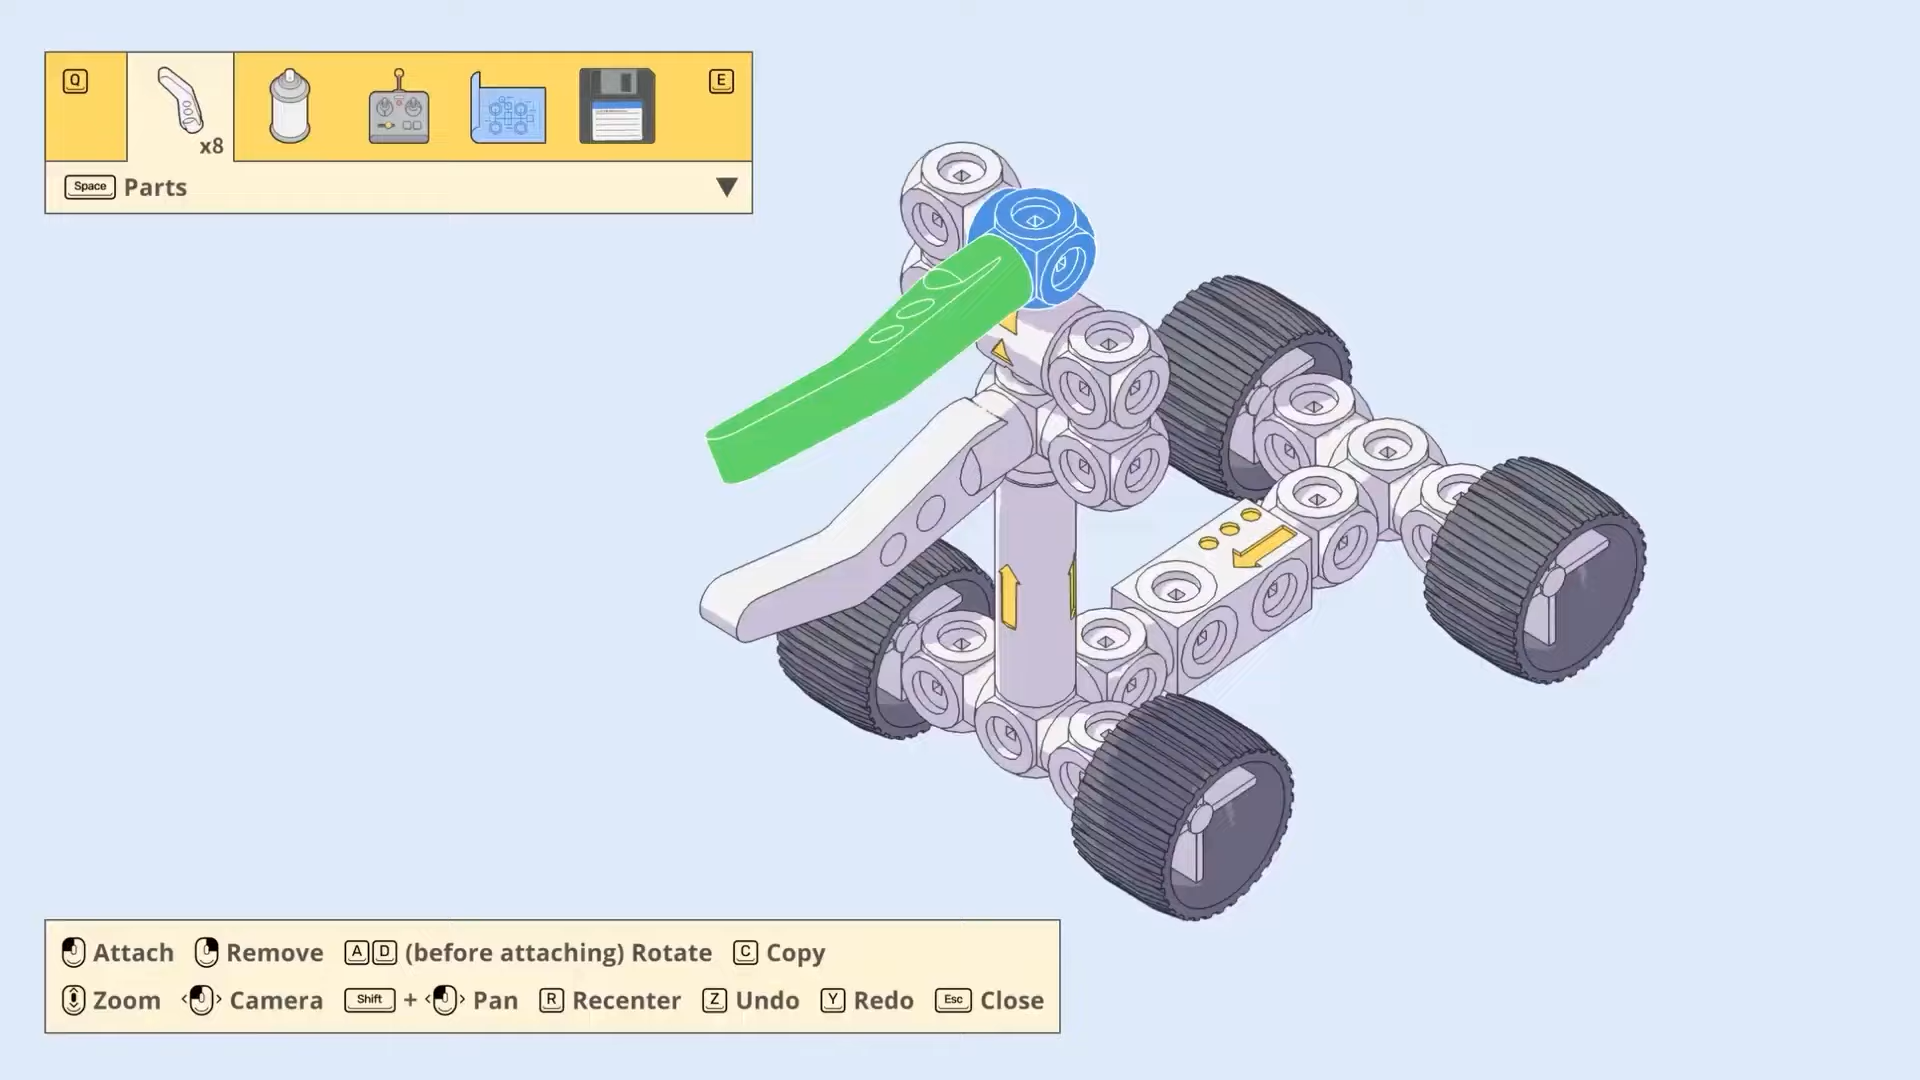 Q
E
x8
Space Parts
Attach Remove A D (before attaching) Rotate C Copy
Zoom Camera Shift + Pan R Recenter Z Undo Y Redo Esc Close